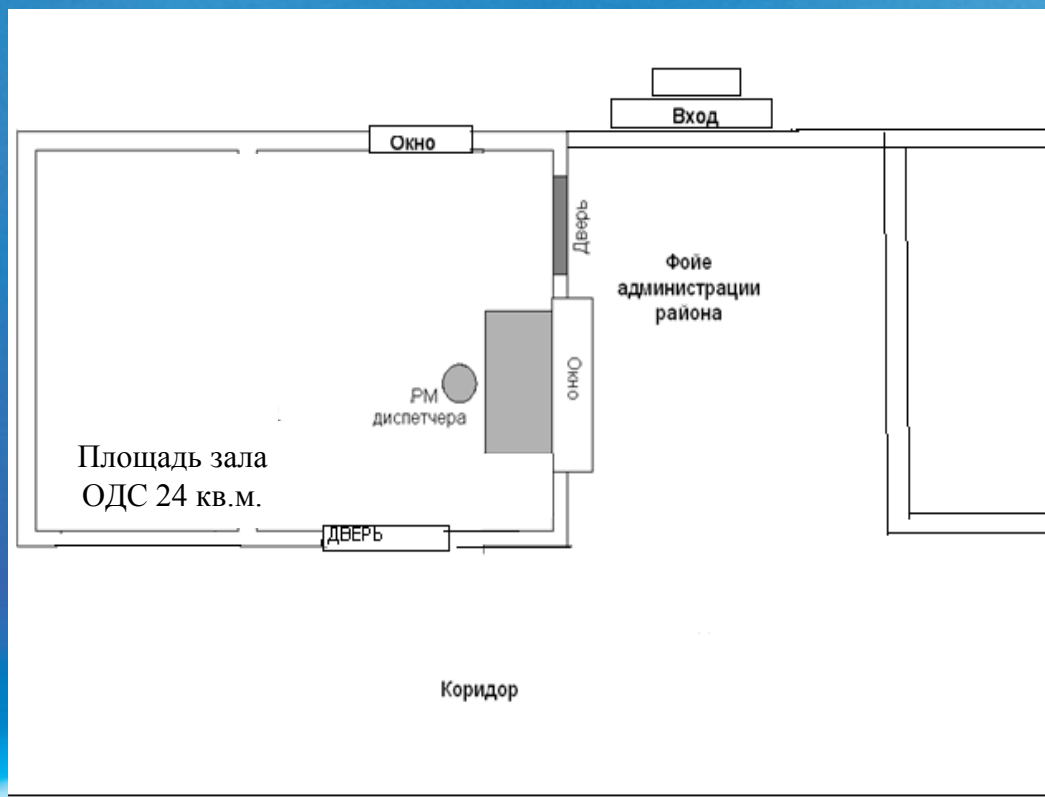 Вход
Окно
Дверь
Фойе
администрации
района
Окно
РМ
диспетчера
Площадь зала
ОДС 24 кв.м.
ДВЕРЬ
Коридор